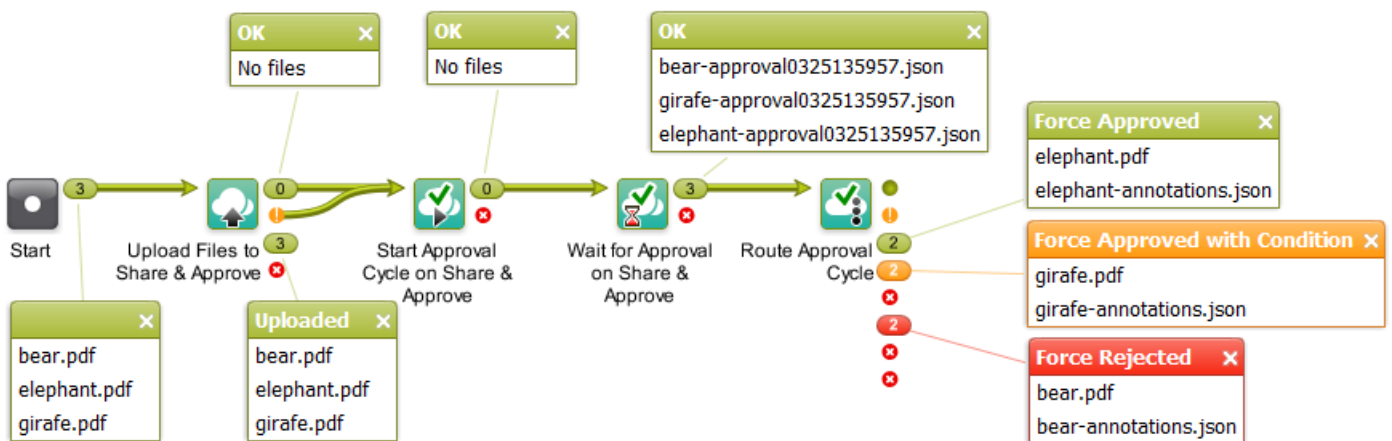 OK
No files
OK
No files
OK
bear-approval0325135957.json
girafe-approval0325135957.json
elephant-approval0325135957.json
Force Approved
elephant.pdf
elephant-annotations.json
3
0
0
3
Start
Upload Files to
Share & Approve
3
Start Approval
Cycle on Share &
Approve
Wait for Approval
on Share &
Approve
Route Approval
Cycle
2
2
2
Force Approved with Condition
girafe.pdf
girafe-annotations.json
bear.pdf
elephant.pdf
girafe.pdf
Uploaded
bear.pdf
elephant.pdf
girafe.pdf
Force Rejected
bear.pdf
bear-annotations.json